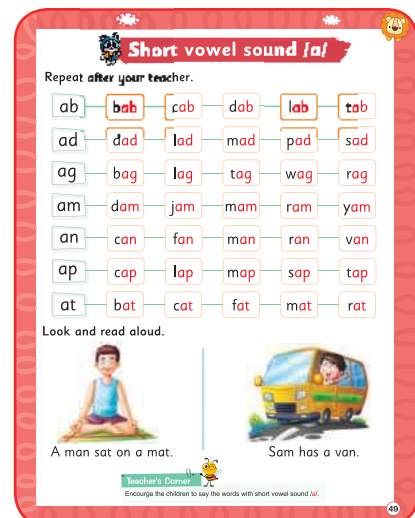 Short vowel sound /a/
Repeat after your teacher.
ab bab cab dab lab tab
ad dad lad mad pad sad
ag bag lag tag wag rag
am dam jam mam ram yam
an can fan man ran van
ap cap lap map sap tap
at bat cat fat mat rat
Look and read aloud.
A man sat on a mat.
Sam has a van.
Teacher's Corner
Encourge the children to say the words with short vowel sound /a/.
49